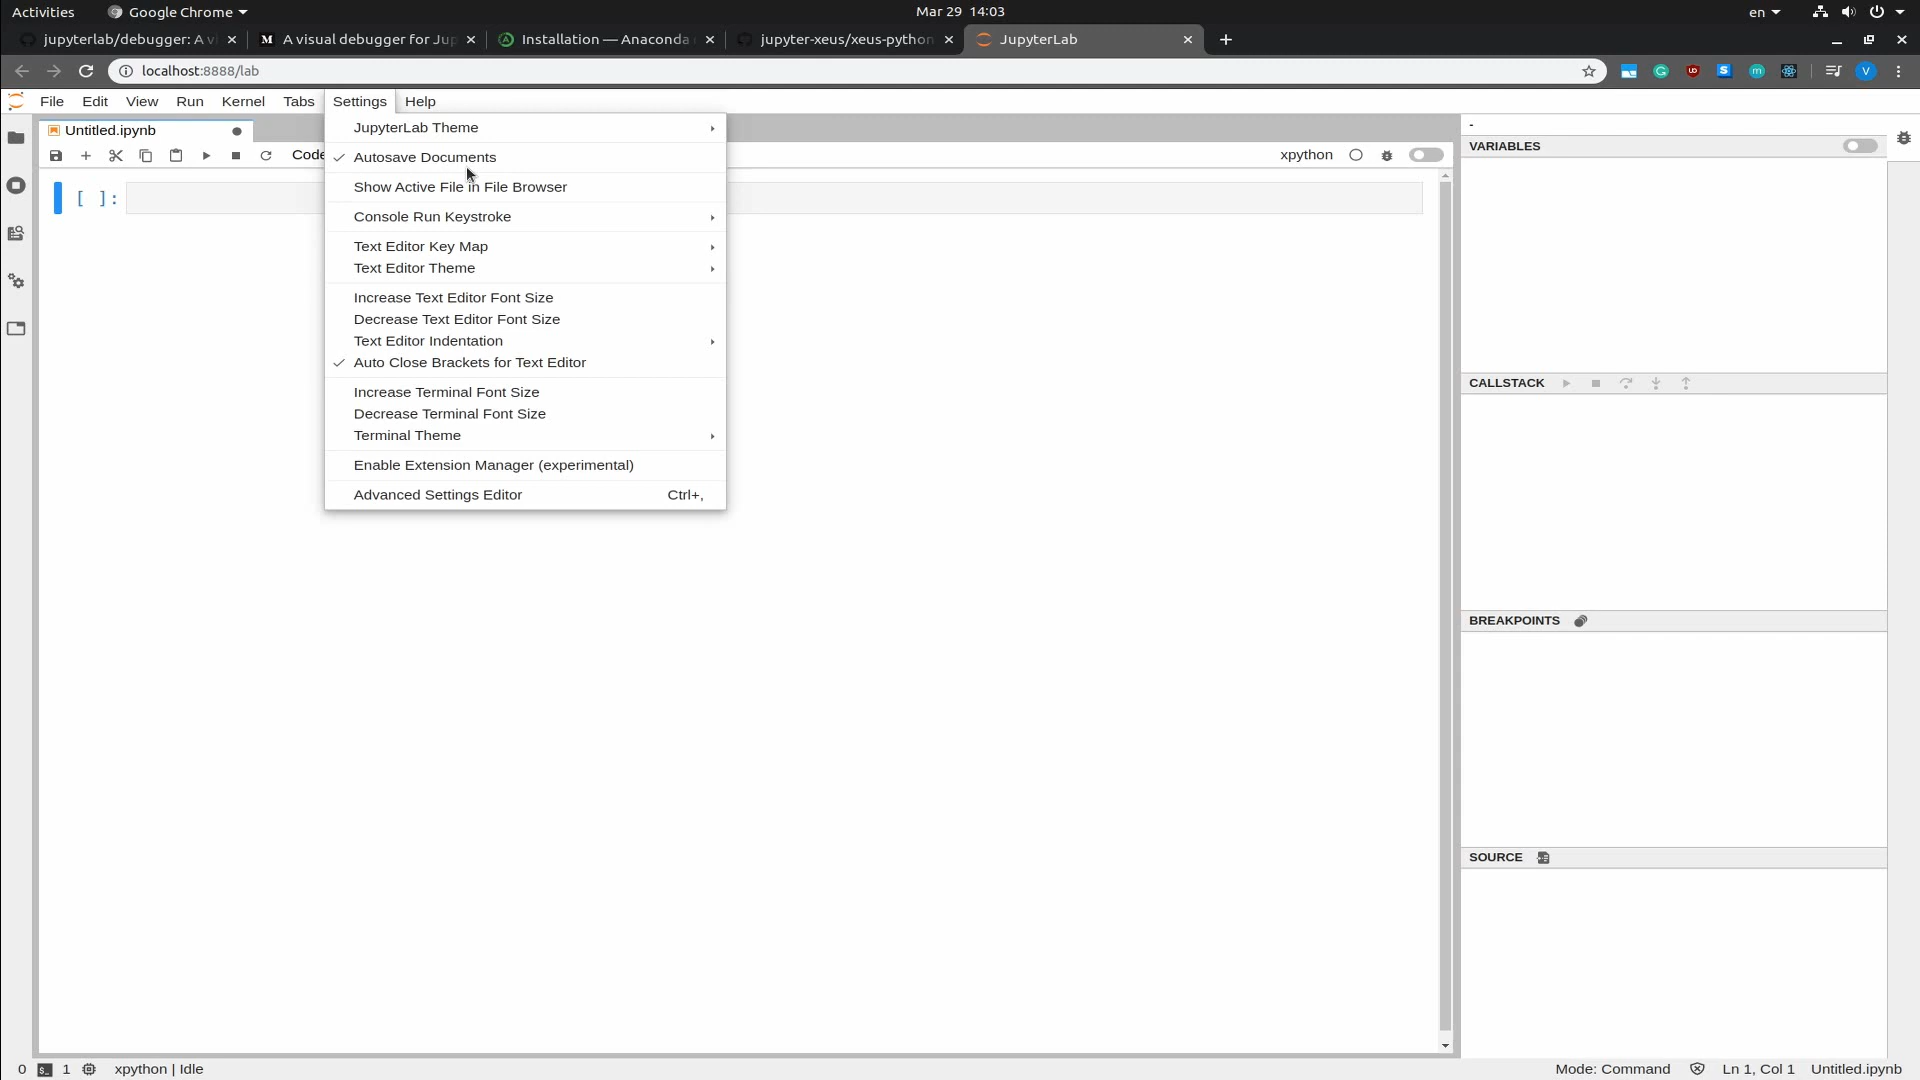 Activities Google Chrome Mar 29 14:03 en
jupyterlab/debugger: A vi A visual debugger for Jup Installation — Anaconda jupyter-xeus/xeus-python JupyterLab
localhost:8888/lab
File Edit View Run Kernel Tabs Settings Help
Untitled.ipynb
Code xpython
[ ]:
JupyterLab Theme
Autosave Documents
Show Active File in File Browser
Console Run Keystroke
Text Editor Key Map
Text Editor Theme
Increase Text Editor Font Size
Decrease Text Editor Font Size
Text Editor Indentation
Auto Close Brackets for Text Editor
Increase Terminal Font Size
Decrease Terminal Font Size
Terminal Theme
Enable Extension Manager (experimental)
Advanced Settings Editor Ctrl+,
-
VARIABLES
CALLSTACK
BREAKPOINTS
SOURCE
0 1 xpython | Idle Mode: Command Ln 1, Col 1 Untitled.ipynb